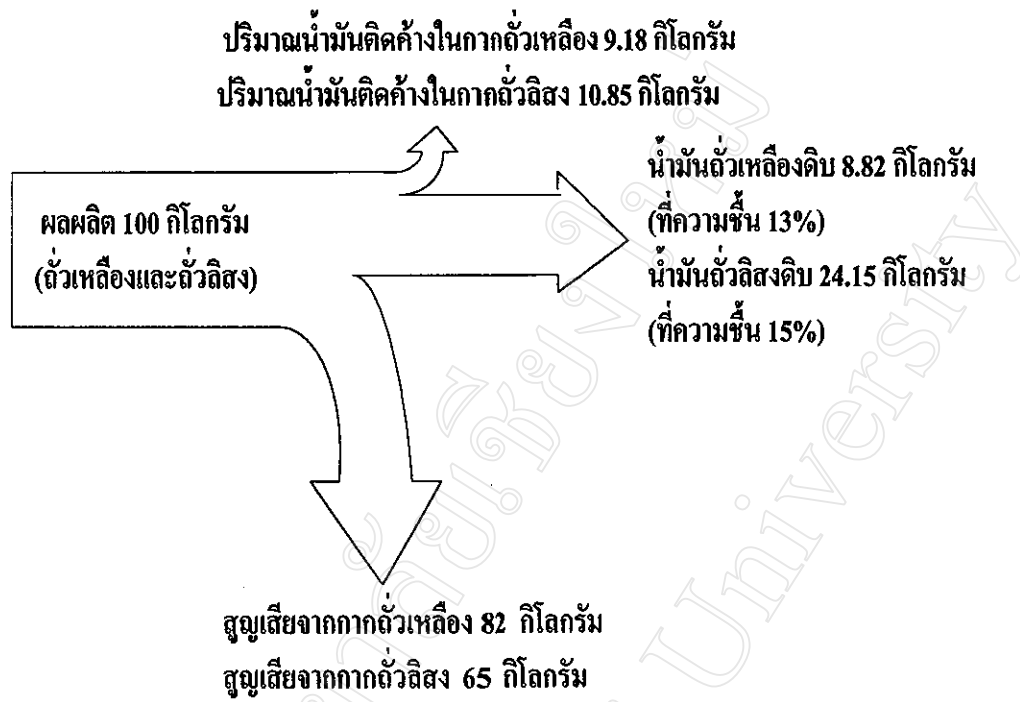 ปริมาณน้ำมันติดค้างในกากถั่วเหลือง 9.18 กิโลกรัม
ปริมาณน้ำมันติดค้างในกากถั่วลิสง 10.85 กิโลกรัม
น้ำมันถั่วเหลืองดิบ 8.82 กิโลกรัม
(ที่ความชื้น 13%)
น้ำมันถั่วลิสงดิบ 24.15 กิโลกรัม
(ที่ความชื้น 15%)
ผลผลิต 100 กิโลกรัม
(ถั่วเหลืองและถั่วลิสง)
สูญเสียจากกากถั่วเหลือง 82 กิโลกรัม
สูญเสียจากกากถั่วลิสง 65 กิโลกรัม
University